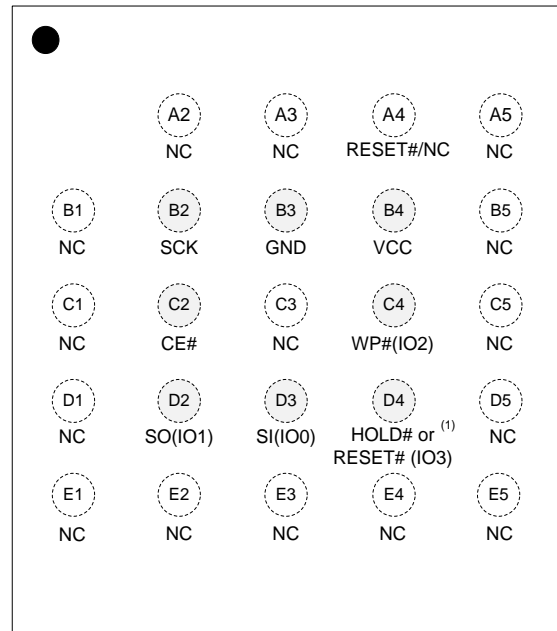 A2 A3 A4 A5
NC NC RESET#/NC NC
B1 B2 B3 B4 B5
NC SCK GND VCC NC
C1 C2 C3 C4 C5
NC CE# NC WP#(IO2) NC
D1 D2 D3 D4 D5
NC SO(IO1) SI(IO0) HOLD# or (1) NC
RESET# (IO3)
E1 E2 E3 E4 E5
NC NC NC NC NC